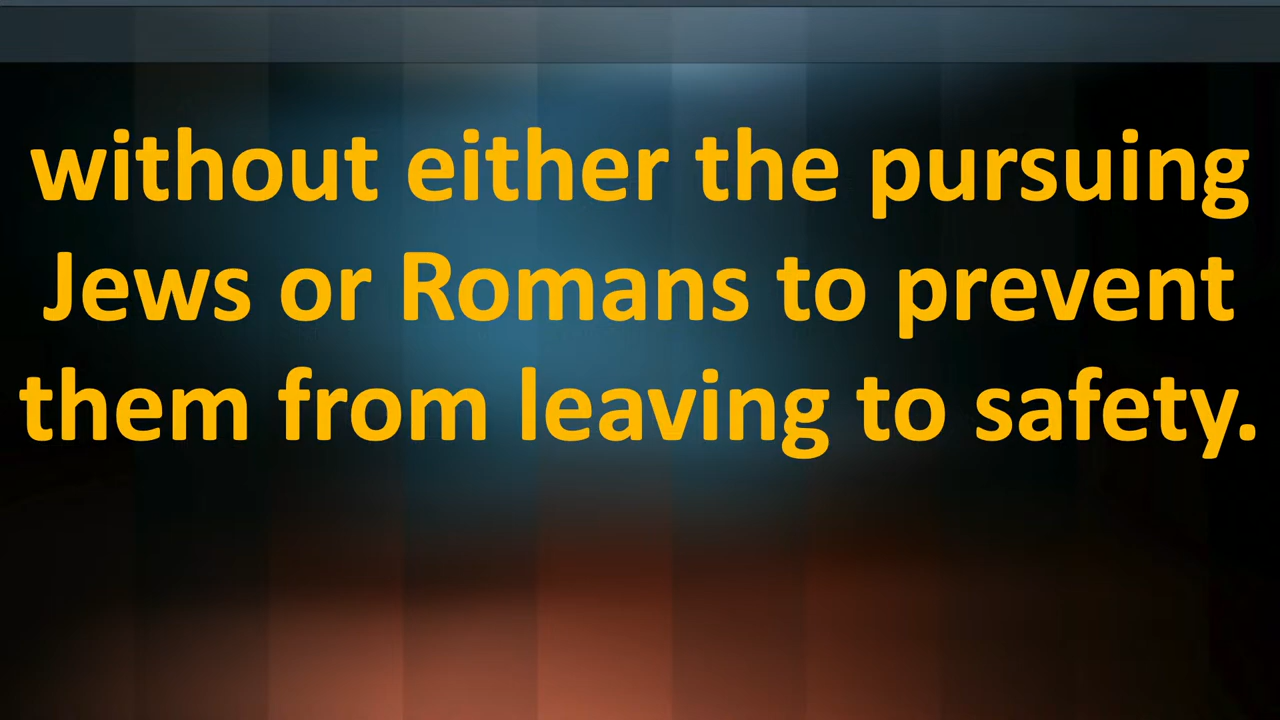 without either the pursuing
Jews or Romans to prevent
them from leaving to safety.